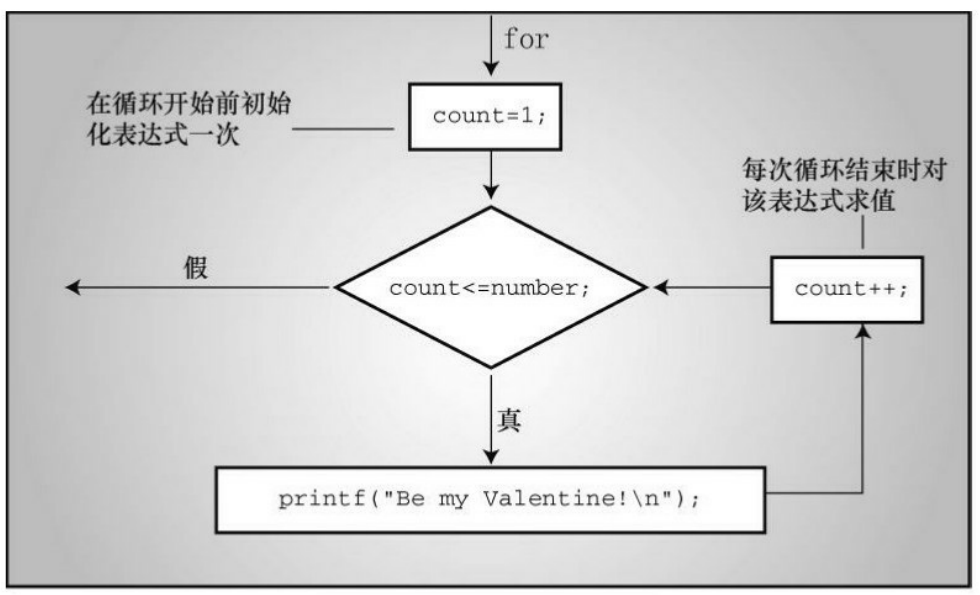 for
在循环开始前初始
化表达式一次
count=1;
每次循环结束时对
该表达式求值
假
count<=number;
count++;
真
printf("Be my Valentine!\n");